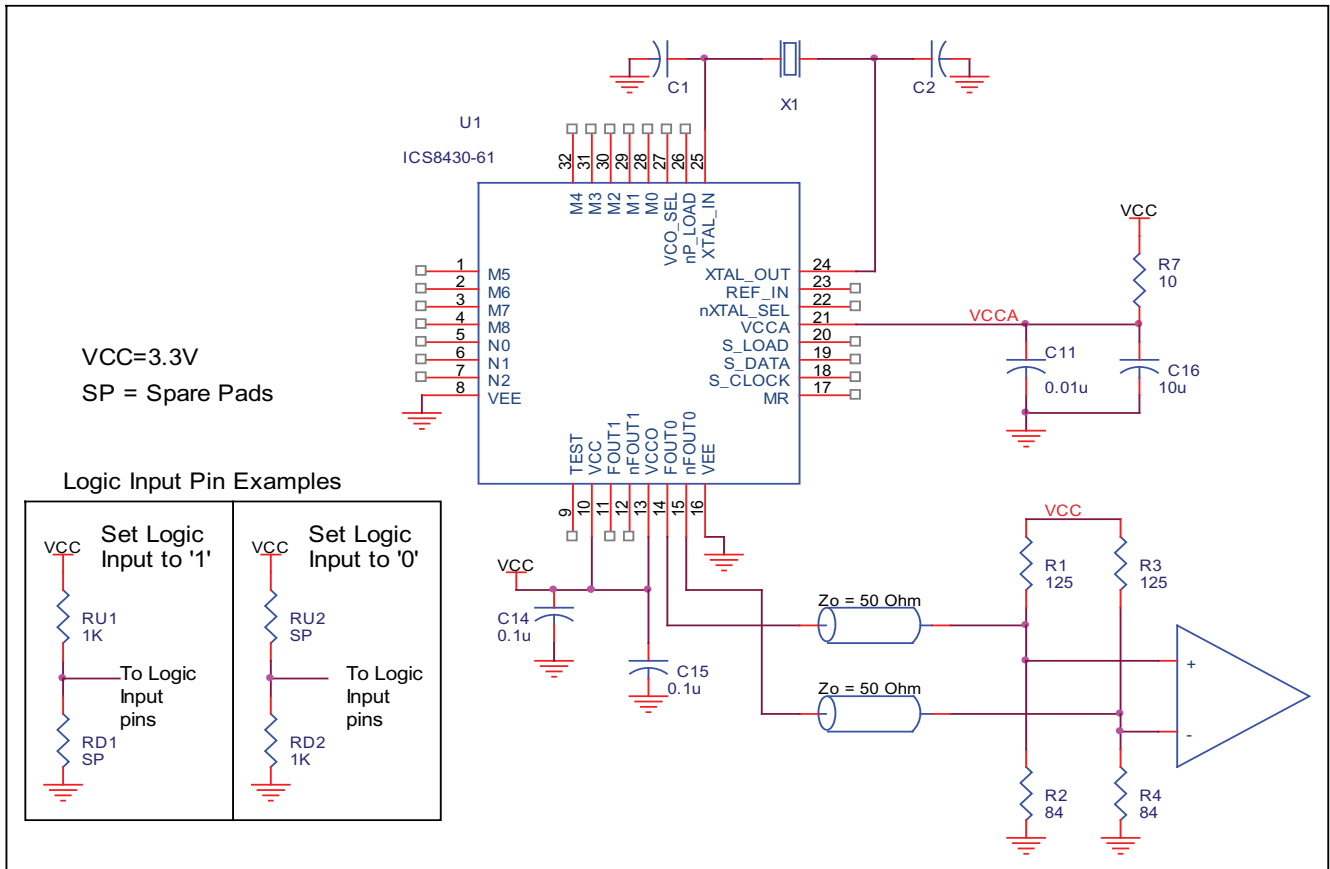 C1
X1
C2
U1
ICS8430-61
32
31
30
29
28
27
26
25
M4
M3
M2
M1
M0
VCO_SEL
nP_LOAD
XTAL_IN
1
2
3
4
5
6
7
8
M5
M6
M7
M8
N0
N1
N2
VEE
XTAL_OUT
REF_IN
nXTAL_SEL
VCCA
S_LOAD
S_DATA
S_CLOCK
MR
24
23
22
21
20
19
18
17
VCC
R7
10
VCCA
C11
0.01u
C16
10u
VCC=3.3V
SP = Spare Pads
TEST
VCC
FOUT1
nFOUT1
VCCO
FOUT0
nFOUT0
VEE
9
10
11
12
13
14
15
16
Logic Input Pin Examples
Set Logic
Input to '1'
VCC
RU1
1K
To Logic
Input
pins
RD1
SP
Set Logic
Input to '0'
VCC
RU2
SP
To Logic
Input
pins
RD2
1K
VCC
C14
0.1u
C15
0.1u
Zo = 50 Ohm
Zo = 50 Ohm
VCC
R1
125
R3
125
+
-
R2
84
R4
84